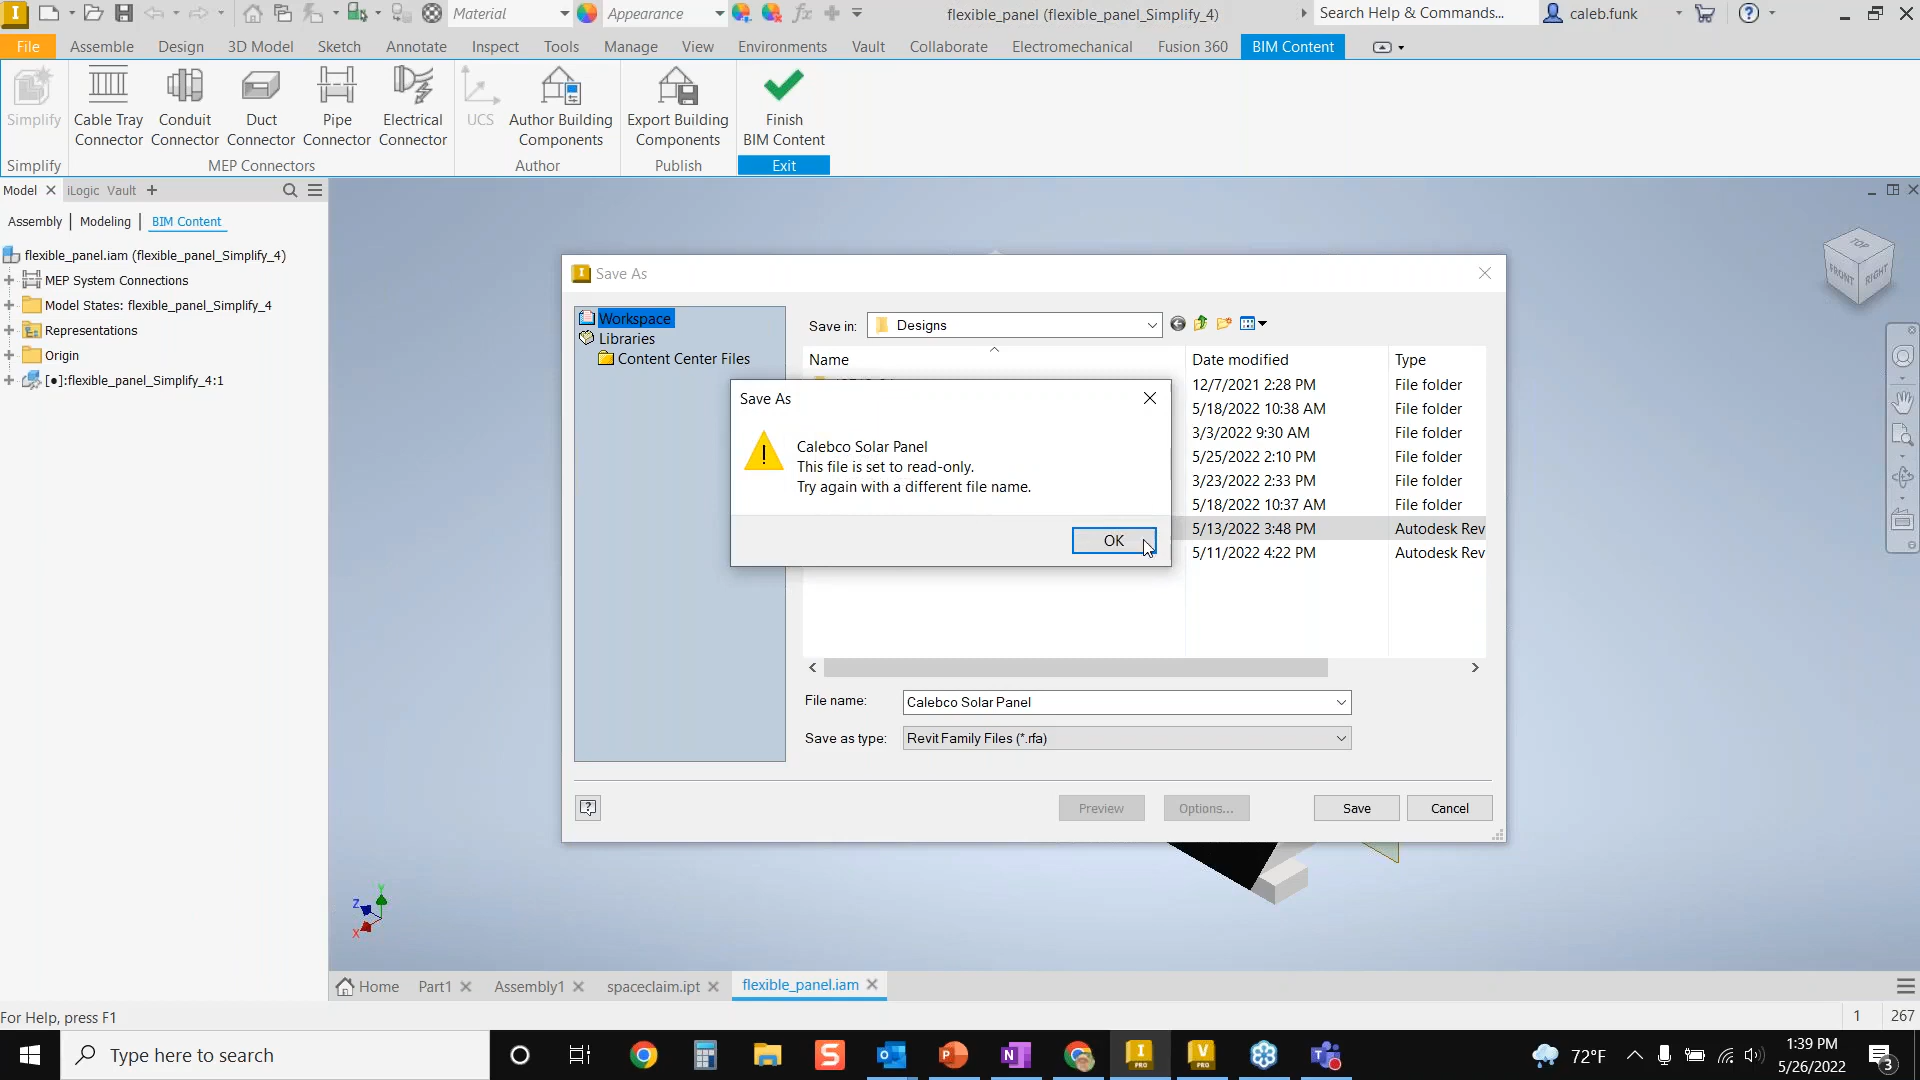 Material
Appearance
flexible_panel (flexible_panel_Simplify_4)
Search Help & Commands...
caleb.funk
File
Assemble
Design
3D Model
Sketch
Annotate
Inspect
Tools
Manage
View
Environments
Vault
Collaborate
Electromechanical
Fusion 360
BIM Content
Simplify
Cable Tray
Connector
Conduit
Connector
Duct
Connector
Pipe
Connector
Electrical
Connector
UCS
Author Building
Components
Export Building
Components
Finish
BIM Content
Simplify
MEP Connectors
Author
Publish
Exit
Model
iLogic
Vault
Assembly
Modeling
BIM Content
flexible_panel.iam (flexible_panel_Simplify_4)
MEP System Connections
Model States: flexible_panel_Simplify_4
Representations
Origin
[●]:flexible_panel_Simplify_4:1
TOP
FRONT
RIGHT
Save As
Workspace
Libraries
Content Center Files
Save in:
Designs
Name
Date modified
Type
12/7/2021 2:28 PM
File folder
5/18/2022 10:38 AM
File folder
3/3/2022 9:30 AM
File folder
5/25/2022 2:10 PM
File folder
3/23/2022 2:33 PM
File folder
5/18/2022 10:37 AM
File folder
5/13/2022 3:48 PM
Autodesk Rev
5/11/2022 4:22 PM
Autodesk Rev
Save As
Calebco Solar Panel
This file is set to read-only.
Try again with a different file name.
OK
File name:
Calebco Solar Panel
Save as type:
Revit Family Files (*.rfa)
Preview
Options...
Save
Cancel
Y
Z
X
Home
Part1
Assembly1
spaceclaim.ipt
flexible_panel.iam
For Help, press F1
1
267
Type here to search
72°F
1:39 PM
5/26/2022
3